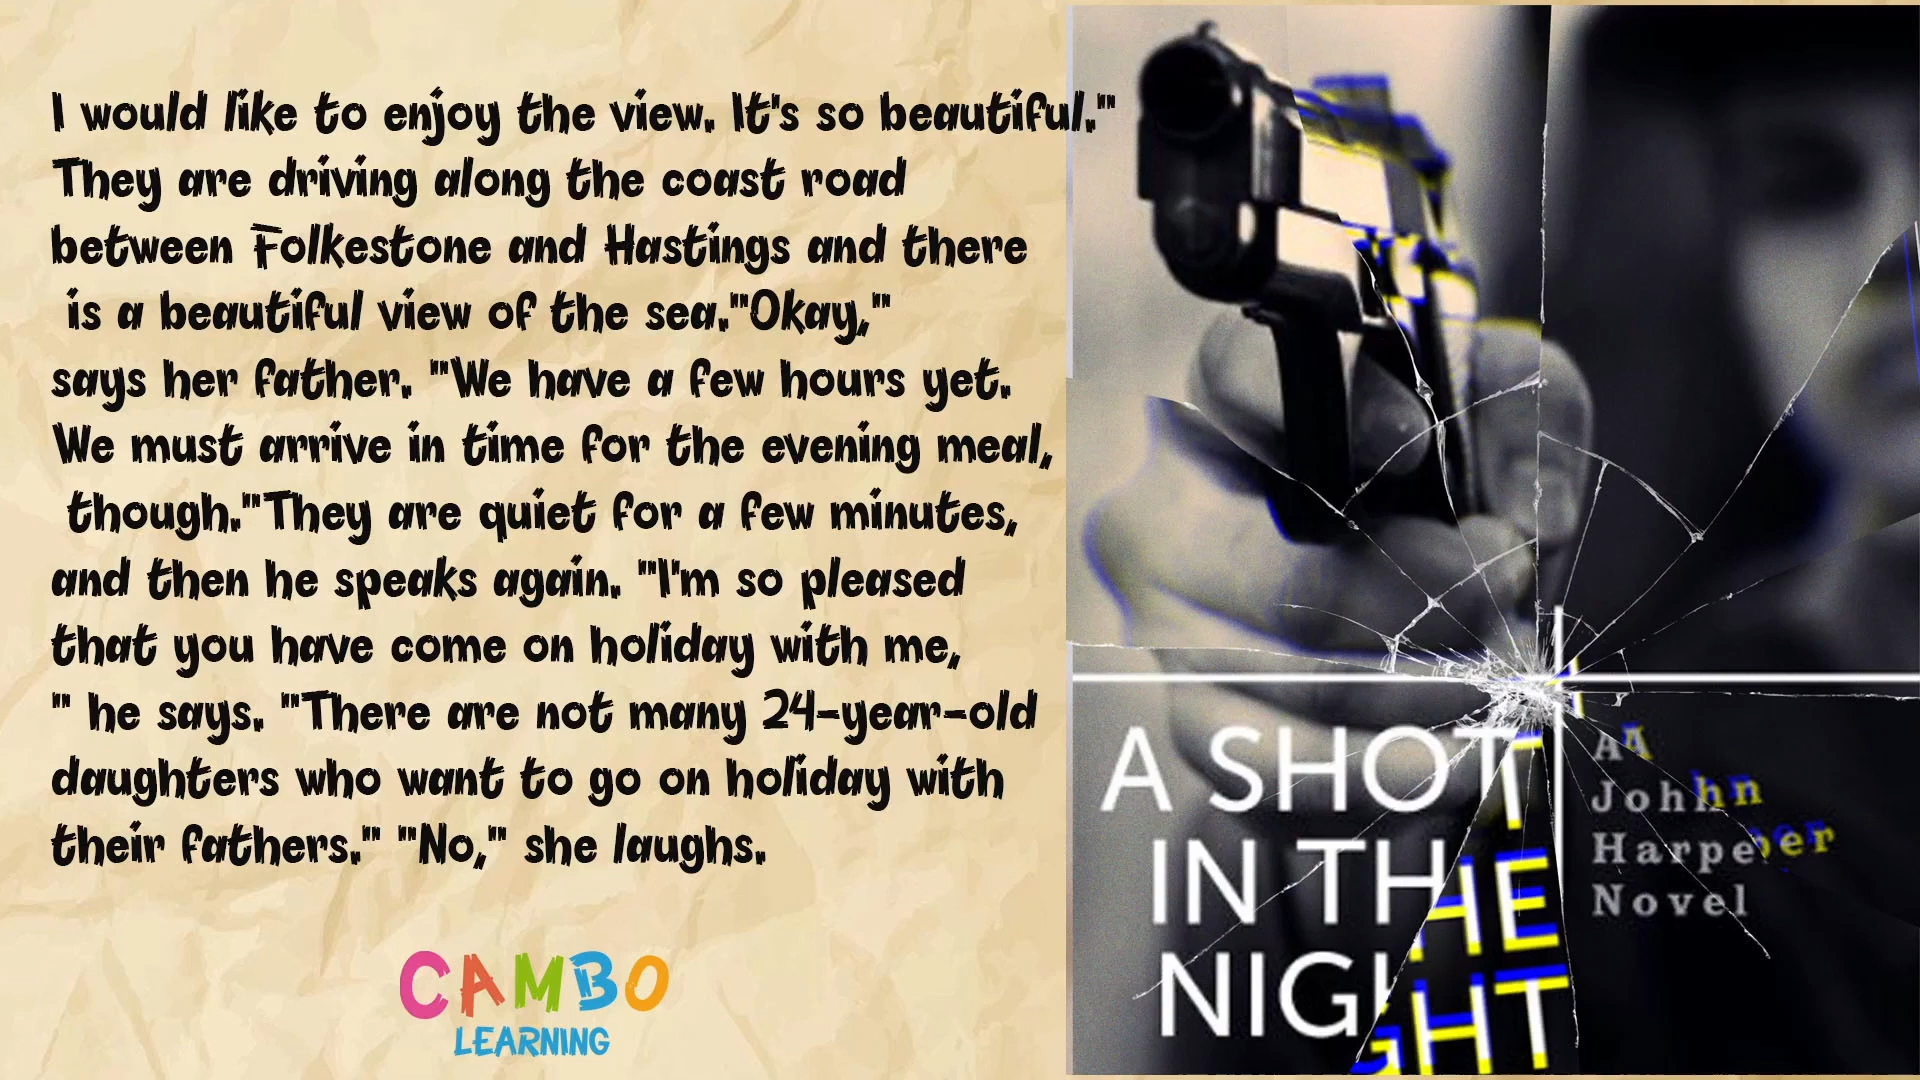 I would like to enjoy the view. It's so beautiful."
They are driving along the coast road
between Folkestone and Hastings and there
is a beautiful view of the sea."Okay,"
says her father. "We have a few hours yet.
We must arrive in time for the evening meal,
though."They are quiet for a few minutes,
and then he speaks again. "I'm so pleased
that you have come on holiday with me,
" he says. "There are not many 24-year-old
daughters who want to go on holiday with
their fathers." "No," she laughs.
CAMBO
LEARNING
A SHOT
IN THE
NIGHT
A
John
Harper
Novel